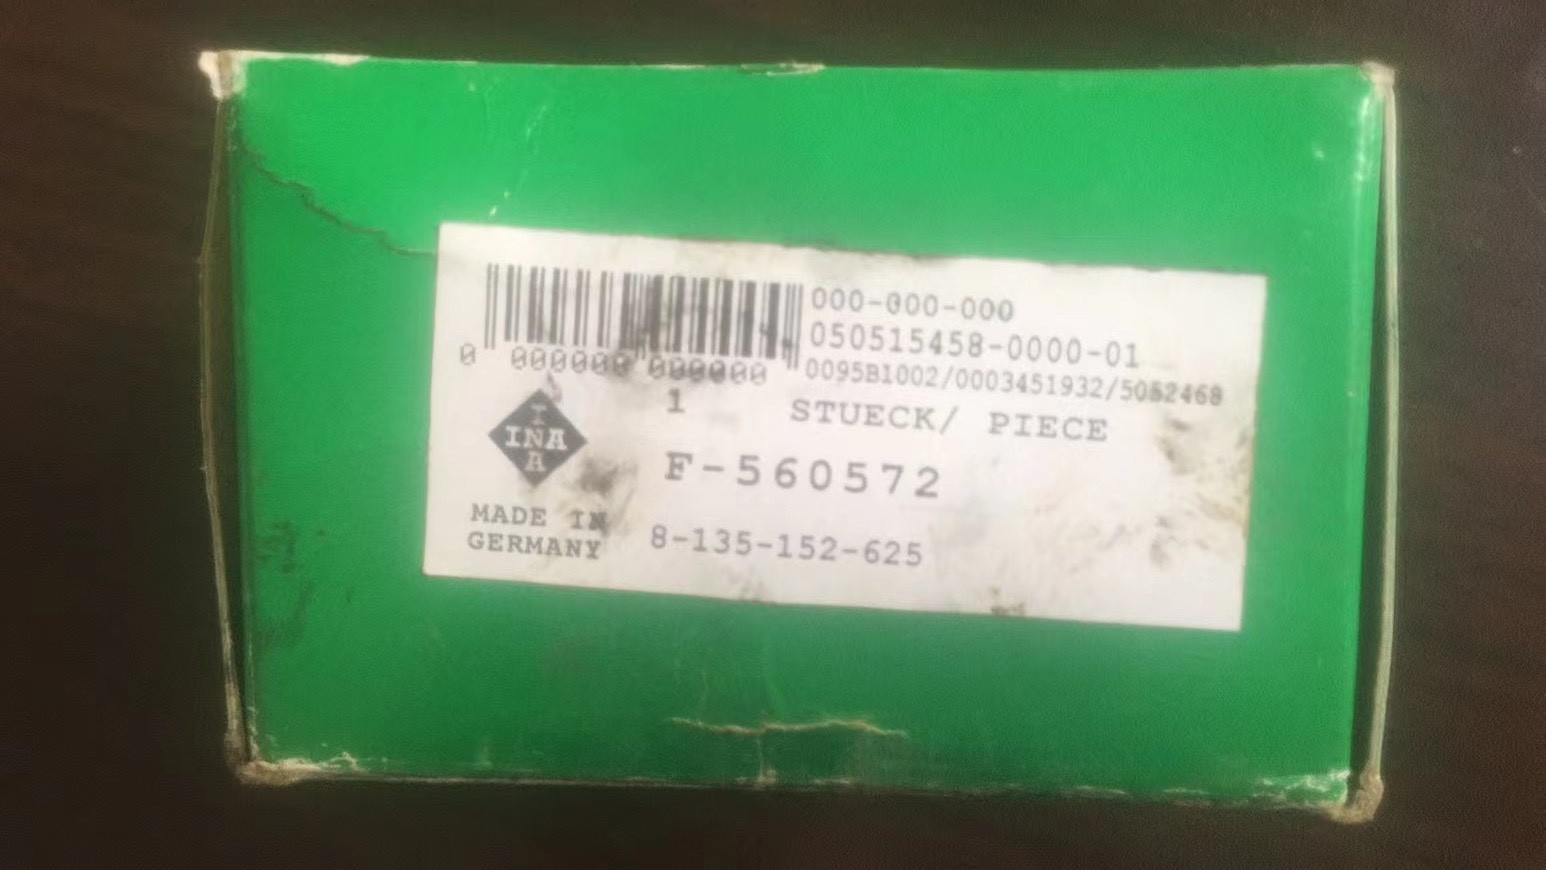 000-000-000
050515458-0000-01
0 000000 000000
0095B1002/0003451932/5052468
1 STUECK/ PIECE
INA
INA
F-560572
MADE IN
GERMANY
8-135-152-625